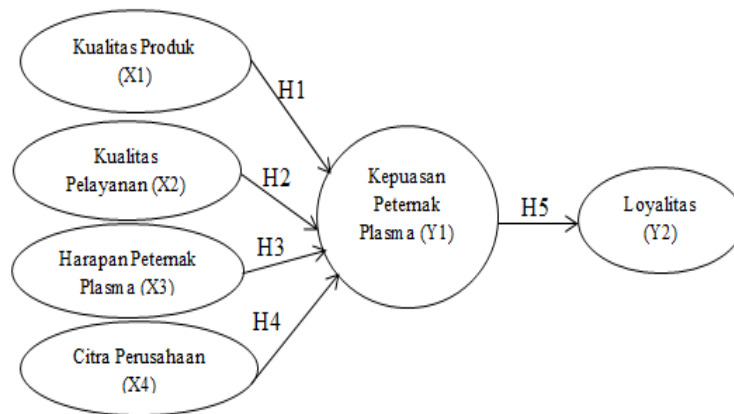 Kualitas Produk
(X1)
H1
Kualitas
Pelayanan (X2)
H2
Harapan Peternak
Plasma (X3)
H3
Citra Perusahaan
(X4)
H4
Kepuasan
Peternak
Plasma (Y1)
H5
Loyalitas
(Y2)